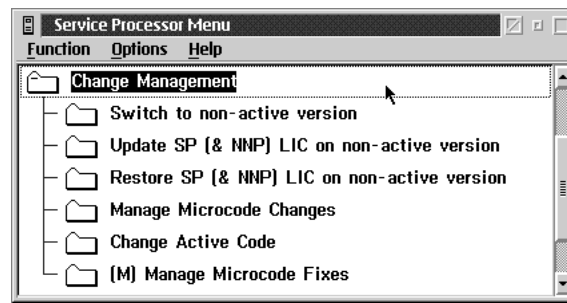 Service Processor Menu
Function Options Help
Change Management
Switch to non-active version
Update SP (& NNP) LIC on non-active version
Restore SP (& NNP) LIC on non-active version
Manage Microcode Changes
Change Active Code
(M) Manage Microcode Fixes